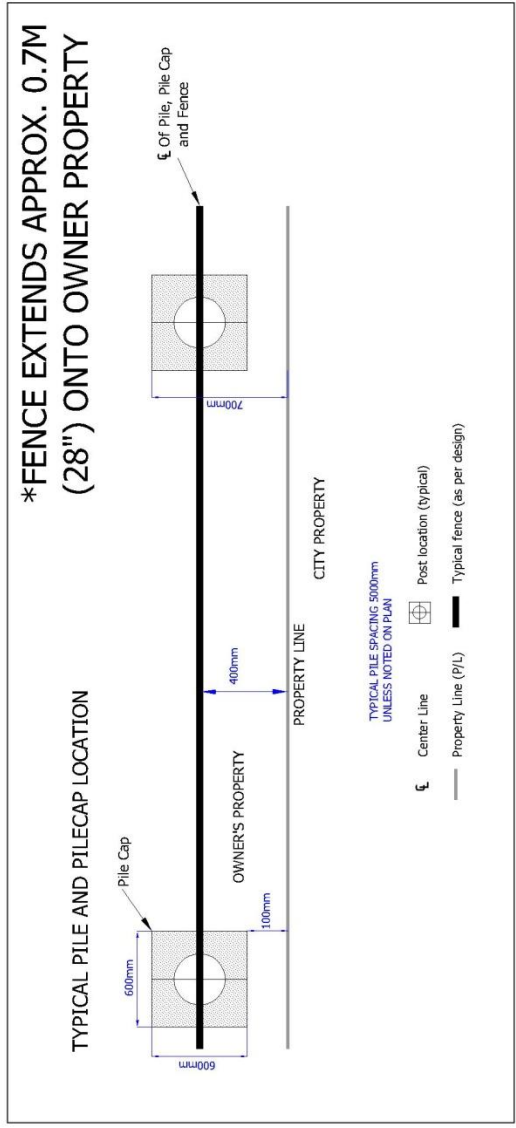 *FENCE EXTENDS APPROX. 0.7M
(28") ONTO OWNER PROPERTY
TYPICAL PILE AND PILECAP LOCATION
Pile Cap
℄ Of Pile, Pile Cap
and Fence
600mm
600mm
100mm
OWNER'S PROPERTY
400mm
700mm
PROPERTY LINE
CITY PROPERTY
TYPICAL PILE SPACING 5000mm
UNLESS NOTED ON PLAN
℄ Center Line
Post location (typical)
Property Line (P/L)
Typical fence (as per design)